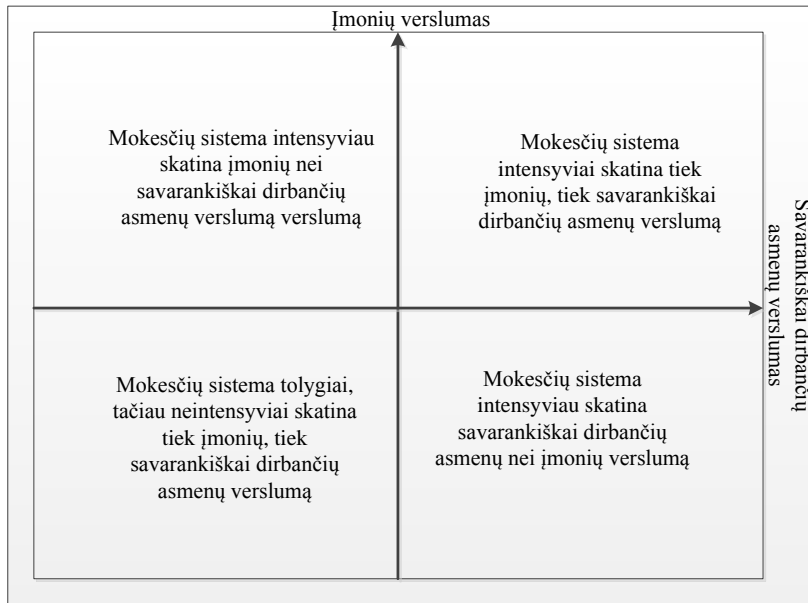 Įmonių verslumas
Mokesčių sistema intensyviau
skatina įmonių nei
savarankiškai dirbančių
asmenų verslumą verslumą
Mokesčių sistema
intensyviai skatina tiek
įmonių, tiek savarankiškai
dirbančių asmenų verslumą
Savarankiškai dirbančių
asmenų verslumas
Mokesčių sistema tolygiai,
tačiau neintensyviai skatina
tiek įmonių, tiek
savarankiškai dirbančių
asmenų verslumą
Mokesčių sistema
intensyviau skatina
savarankiškai dirbančių
asmenų nei įmonių verslumą